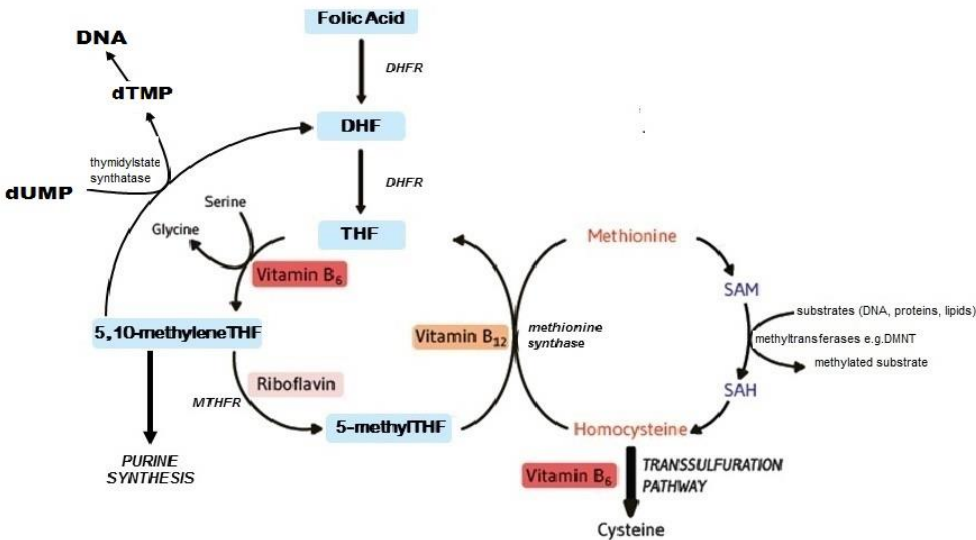 Folic Acid
DNA
DHFR
dTMP
DHF
thymidylstate
synthatase
dUMP
DHFR
Serine
Glycine
THF
Methionine
Vitamin B₆
SAM
substrates (DNA, proteins, lipids)
5,10-methyleneTHF
Vitamin B₁₂
methionine
synthase
methyltransferases e.g.DMNT
methylated substrate
Riboflavin
SAH
MTHFR
5-methylTHF
Homocysteine
PURINE
SYNTHESIS
Vitamin B₆
TRANSSULFURATION
PATHWAY
Cysteine